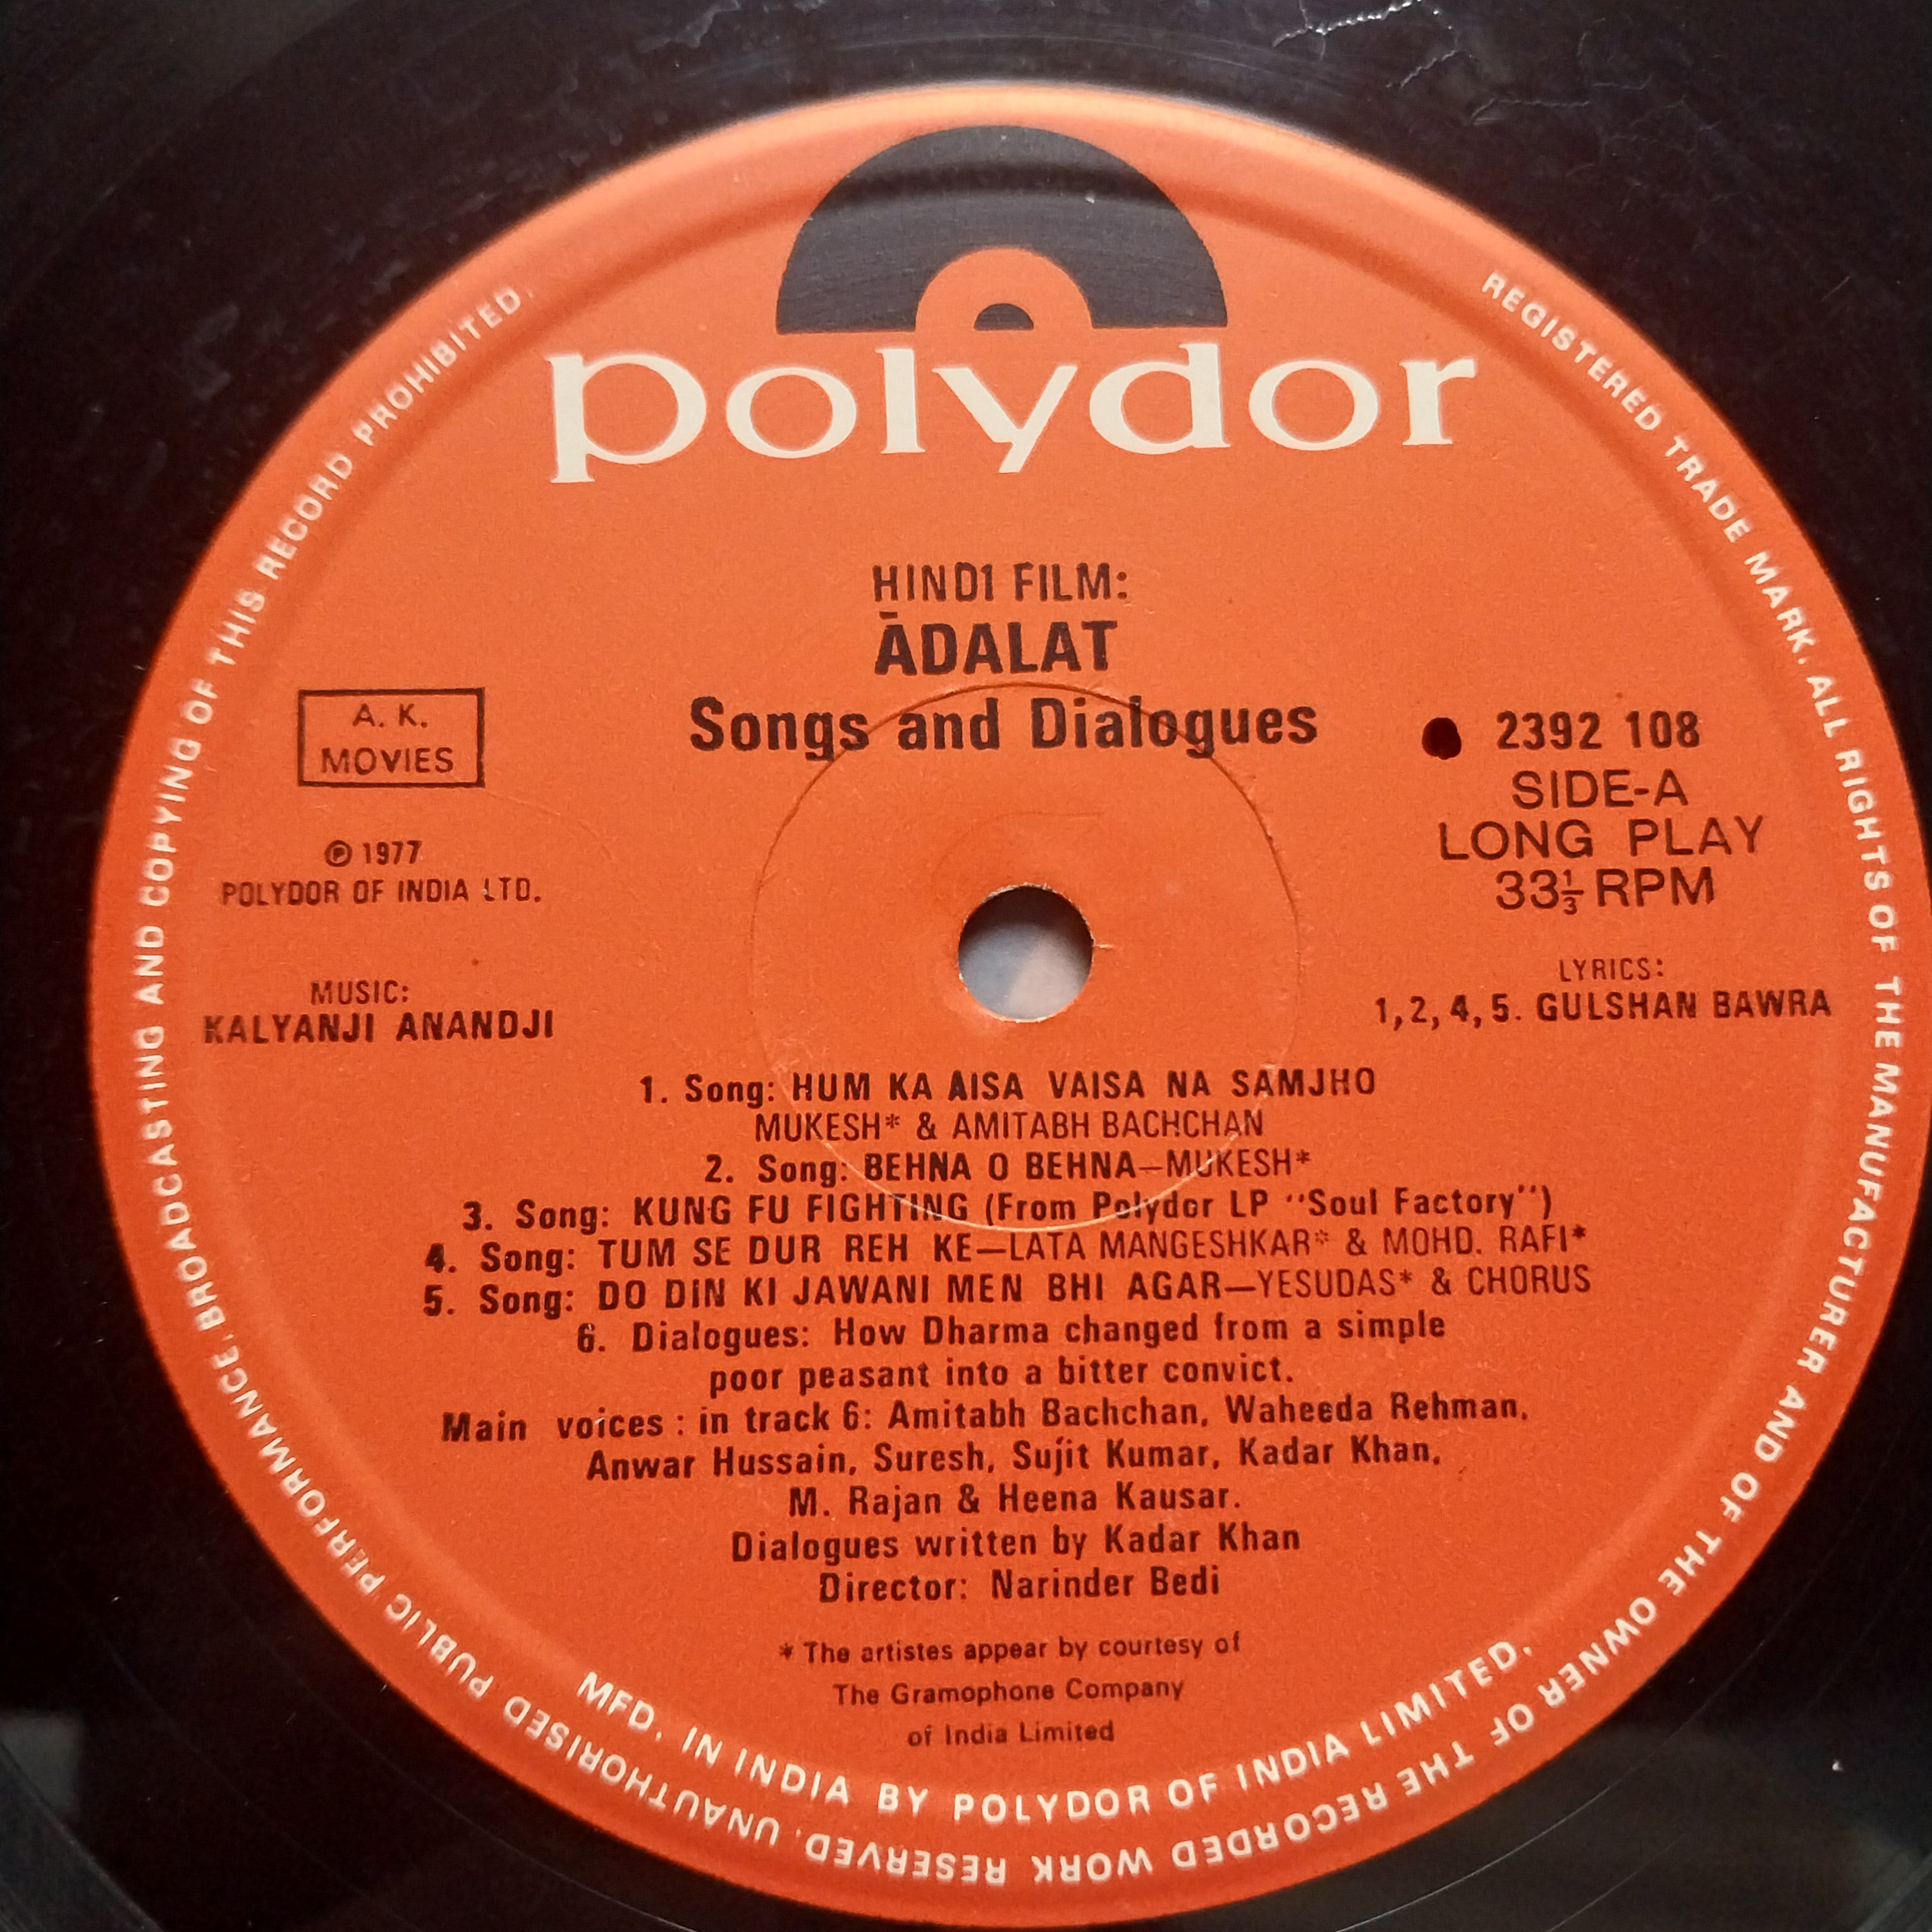 polydor
HINDI FILM:
ĀDALAT
Songs and Dialogues
A. K.
MOVIES
℗ 1977
POLYDOR OF INDIA LTD.
MUSIC:
KALYANJI ANANDJI
2392 108
SIDE-A
LONG PLAY
33⅓ RPM
LYRICS:
1,2,4,5. GULSHAN BAWRA
1. Song: HUM KA AISA VAISA NA SAMJHO
MUKESH* & AMITABH BACHCHAN
2. Song: BEHNA O BEHNA—MUKESH*
3. Song: KUNG FU FIGHTING (From Polydor LP "Soul Factory")
4. Song: TUM SE DUR REH KE—LATA MANGESHKAR* & MOHD. RAFI*
5. Song: DO DIN KI JAWANI MEN BHI AGAR—YESUDAS* & CHORUS
6. Dialogues: How Dharma changed from a simple
poor peasant into a bitter convict.
Main voices : in track 6: Amitabh Bachchan, Waheeda Rehman,
Anwar Hussain, Suresh, Sujit Kumar, Kadar Khan,
M. Rajan & Heena Kausar.
Dialogues written by Kadar Khan
Director: Narinder Bedi
* The artistes appear by courtesy of
The Gramophone Company
of India Limited
MFD. IN INDIA BY POLYDOR OF INDIA LIMITED.
REGISTERED TRADE MARK. ALL RIGHTS OF THE MANUFACTURER AND OF THE OWNER OF THE RECORDED WORK RESERVED. UNAUTHORISED PUBLIC PERFORMANCE, BROADCASTING AND COPYING OF THIS RECORD PROHIBITED.